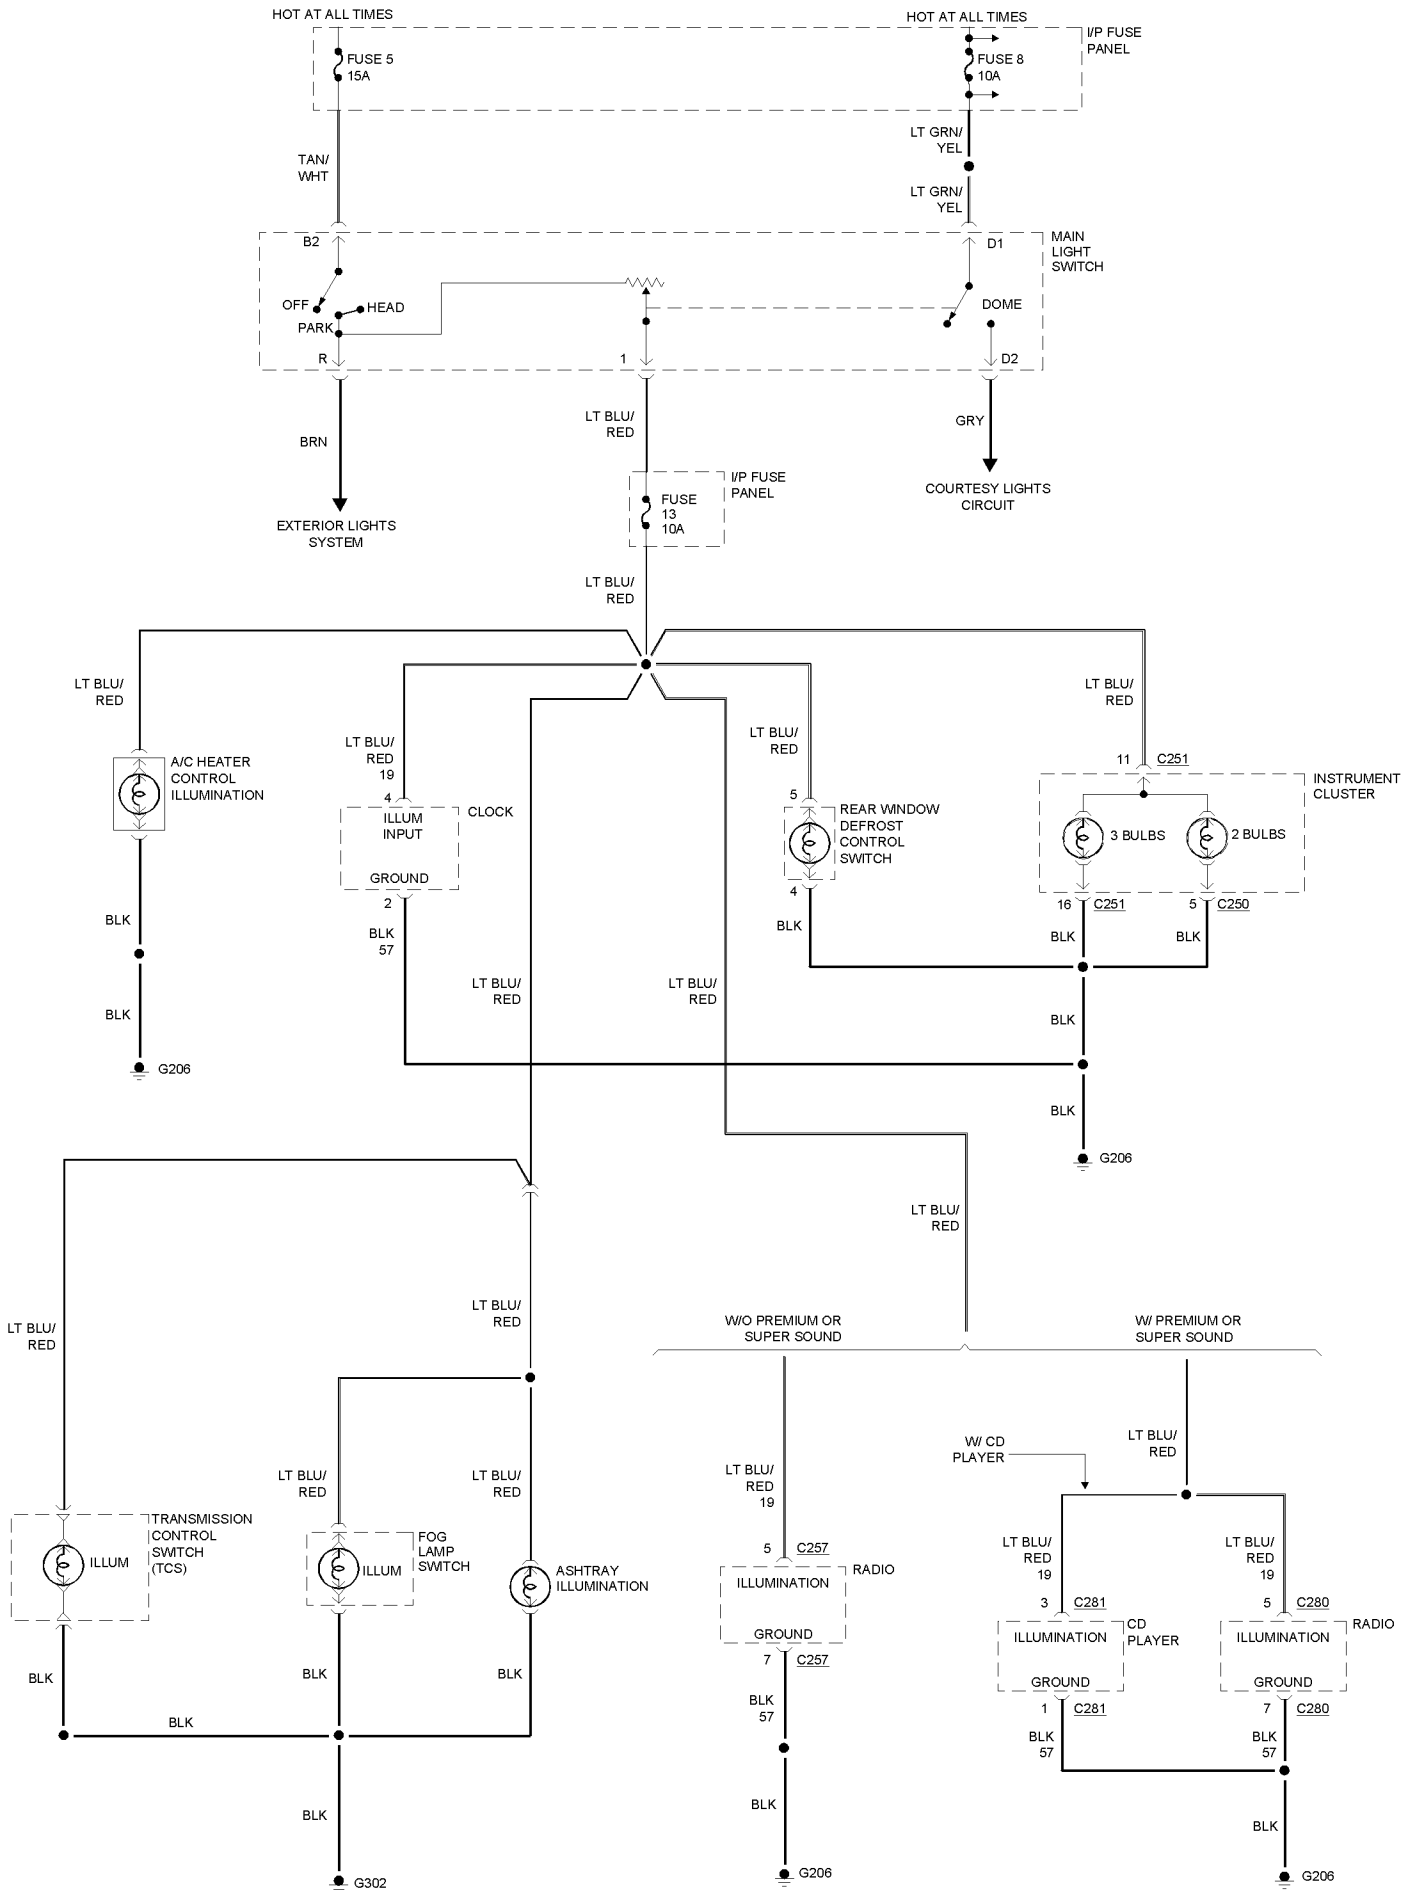 HOT AT ALL TIMES
HOT AT ALL TIMES
I/P FUSE
PANEL
FUSE 5
15A
FUSE 8
10A
TAN/
WHT
LT GRN/
YEL
LT GRN/
YEL
B2
D1
MAIN
LIGHT
SWITCH
OFF
HEAD
PARK
DOME
R
1
D2
BRN
LT BLU/
RED
GRY
I/P FUSE
PANEL
FUSE
13
10A
COURTESY LIGHTS
CIRCUIT
EXTERIOR LIGHTS
SYSTEM
LT BLU/
RED
LT BLU/
RED
LT BLU/
RED
19
4
LT BLU/
RED
5
LT BLU/
RED
11 C251
A/C HEATER
CONTROL
ILLUMINATION
CLOCK
ILLUM
INPUT
GROUND
2
BLK
57
REAR WINDOW
DEFROST
CONTROL
SWITCH
4
BLK
INSTRUMENT
CLUSTER
3 BULBS
2 BULBS
16 C251
5 C250
BLK
BLK
BLK
BLK
G206
LT BLU/
RED
LT BLU/
RED
BLK
BLK
G206
LT BLU/
RED
LT BLU/
RED
LT BLU/
RED
W/O PREMIUM OR
SUPER SOUND
W/ PREMIUM OR
SUPER SOUND
LT BLU/
RED
W/ CD
PLAYER
LT BLU/
RED
LT BLU/
RED
LT BLU/
RED
19
TRANSMISSION
CONTROL
SWITCH
(TCS)
ILLUM
FOG
LAMP
SWITCH
ILLUM
ASHTRAY
ILLUMINATION
5 C257
RADIO
ILLUMINATION
GROUND
7 C257
LT BLU/
RED
19
LT BLU/
RED
19
3 C281
5 C280
CD
PLAYER
ILLUMINATION
GROUND
RADIO
ILLUMINATION
GROUND
1 C281
7 C280
BLK
BLK
BLK
BLK
BLK
57
BLK
57
BLK
57
BLK
BLK
BLK
G302
G206
G206